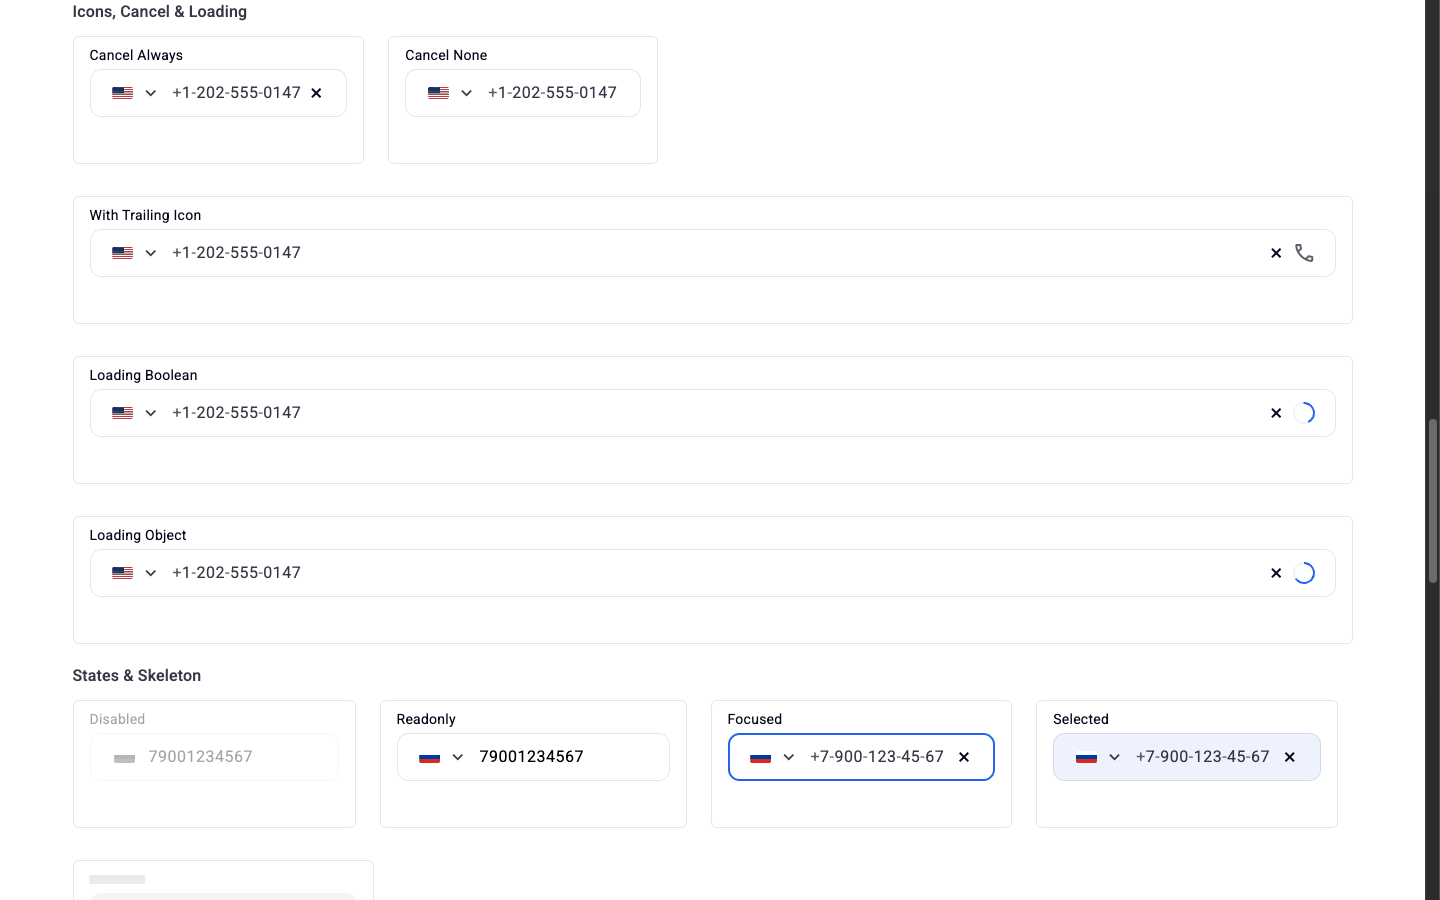 Icons, Cancel & Loading
Cancel Always
Cancel None
+1-202-555-0147
+1-202-555-0147
With Trailing Icon
+1-202-555-0147
Loading Boolean
+1-202-555-0147
Loading Object
+1-202-555-0147
States & Skeleton
Disabled
Readonly
Focused
Selected
79001234567
79001234567
+7-900-123-45-67
+7-900-123-45-67